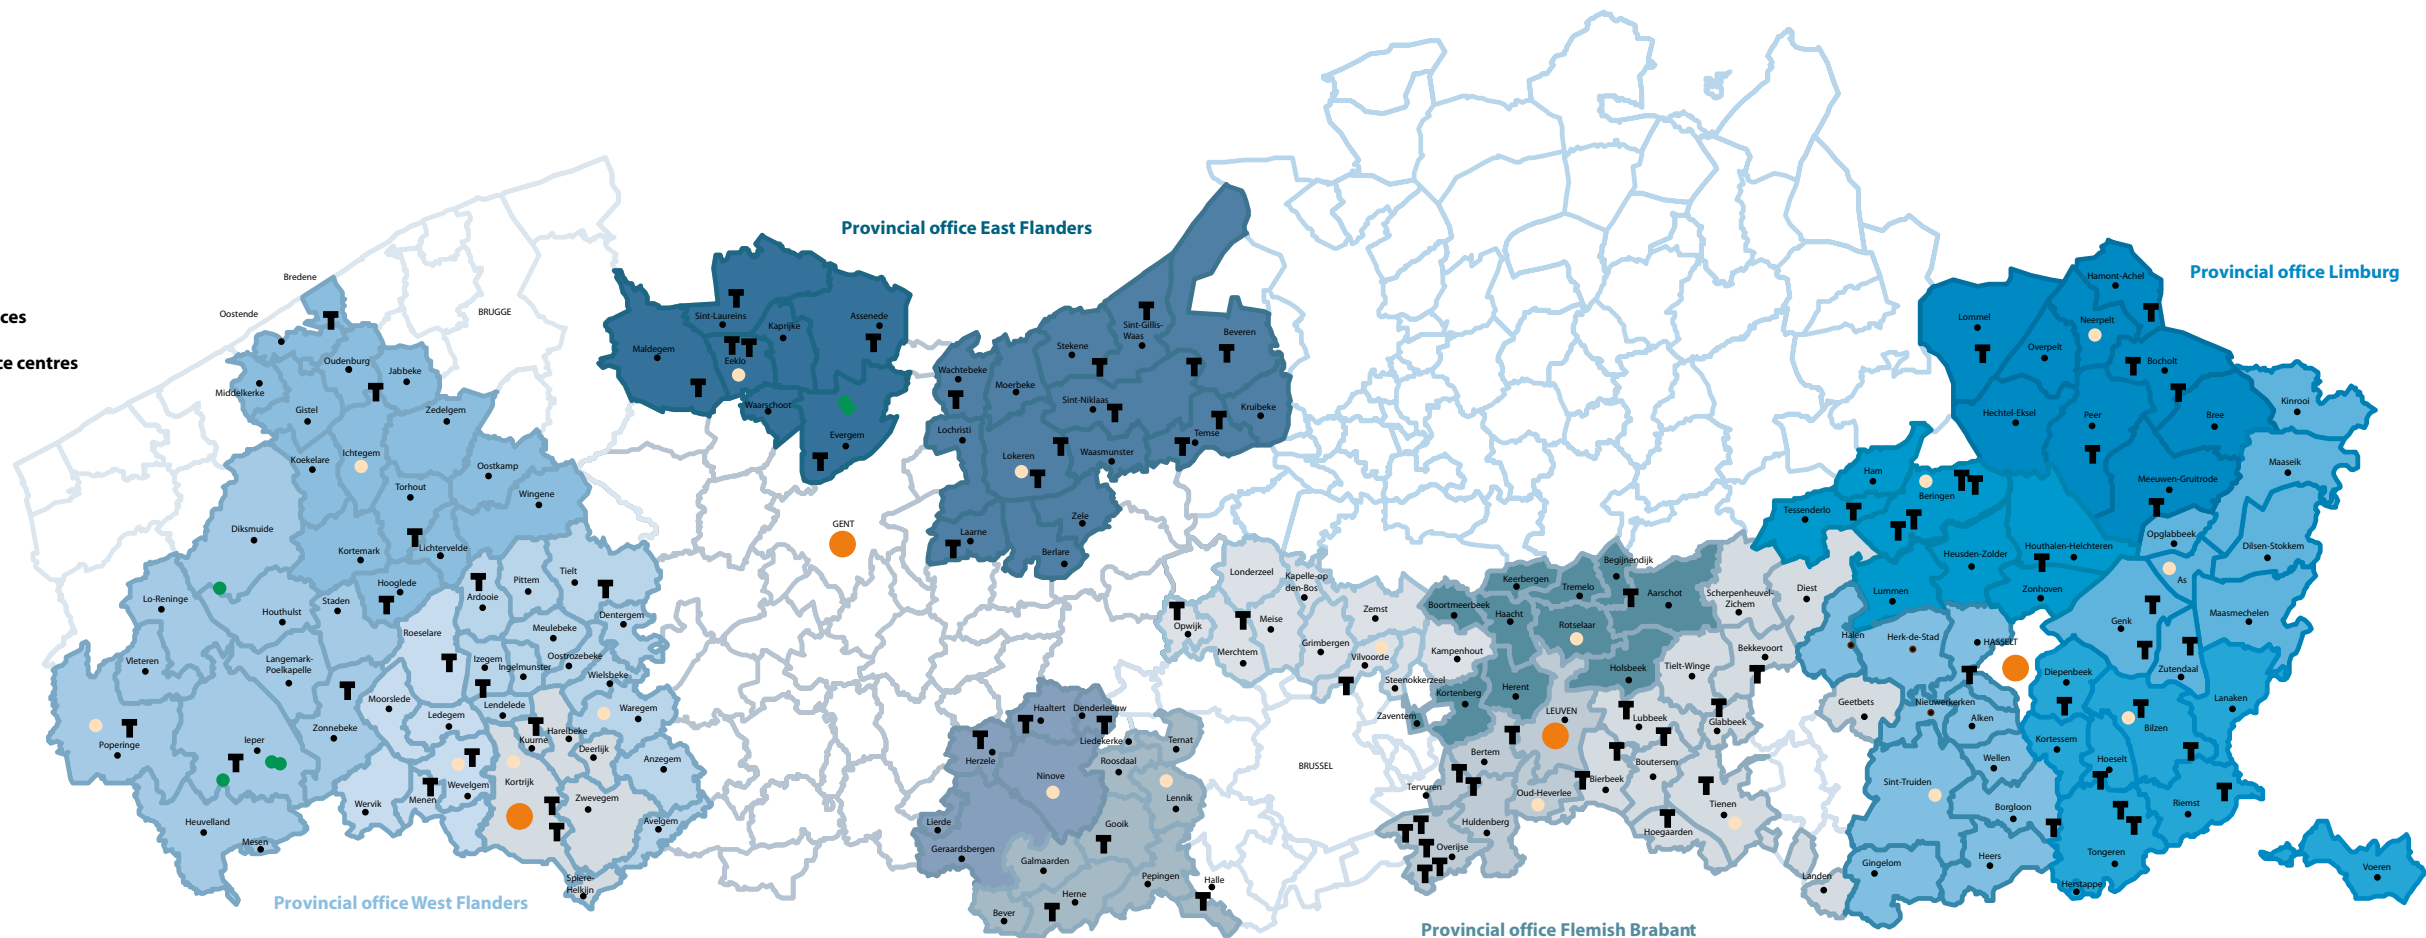 ces
ce centres
Provincial office East Flanders
Provincial office Limburg
Provincial office West Flanders
Provincial office Flemish Brabant
Bredene
Oostende
BRUGGE
Oudenburg
Jabbeke
Middelkerke
Gistel
Zedelgem
Koekelare
Ichtegem
Oostkamp
Torhout
Wingene
Diksmuide
Kortemark
Lichtervelde
Hooglede
Ardooie
Pittem
Tielt
Lo-Reninge
Houthulst
Staden
Roeselare
Dentergem
Meulebeke
Vleteren
Langemark-
Poelkapelle
Izegem
Ingelmunster
Oostrozebeke
Wielsbeke
Moorslede
Ledegem
Lendelede
Waregem
Poperinge
Ieper
Zonnebeke
Kuurne
Harelbeke
Deerlijk
Anzegem
Wervik
Menen
Wevelgem
Kortrijk
Zwevegem
Avelgem
Heuvelland
Mesen
Spiere-
Helkijn
Maldegem
Sint-Laureins
Kaprijke
Assenede
Eeklo
Waarschoot
Evergem
GENT
Wachtebeke
Moerbeke
Stekene
Sint-Gillis-
Waas
Beveren
Sint-Niklaas
Kruibeke
Lochristi
Temse
Lokeren
Waasmunster
Zele
Laarne
Berlare
Haaltert
Denderleeuw
Liedekerke
Ternat
Herzele
Ninove
Roosdaal
Lennik
Lierde
Gooik
Geraardsbergen
Galmaarden
Pepingen
Halle
Herne
Bever
BRUSSEL
Londerzeel
Kapelle-op
den-Bos
Zemst
Opwijk
Meise
Merchtem
Grimbergen
Vilvoorde
Kampenhout
Steenokkerzeel
Zaventem
Kortenberg
Boortmeerbeek
Keerbergen
Haacht
Tremelo
Begijnendijk
Aarschot
Rotselaar
Scherpenheuvel-
Zichem
Diest
Holsbeek
Tielt-Winge
Bekkevoort
Herent
LEUVEN
Lubbeek
Glabbeek
Geetbets
Bertem
Bierbeek
Boutersem
Tervuren
Oud-Heverlee
Tienen
Huldenberg
Hoegaarden
Overijse
Landen
Hamont-Achel
Lommel
Neerpelt
Overpelt
Bocholt
Kinrooi
Hechtel-Eksel
Peer
Bree
Maaseik
Ham
Beringen
Meeuwen-Gruitrode
Tessenderlo
Opglabbeek
Dilsen-Stokkem
Heusden-Zolder
Houthalen-Helchteren
As
Lummen
Zonhoven
Maasmechelen
Genk
Halen
Herk-de-Stad
HASSELT
Zutendaal
Diepenbeek
Lanaken
Nieuwerkerken
Alken
Bilzen
Kortessem
Wellen
Hoeselt
Sint-Truiden
Borgloon
Riemst
Gingelom
Heers
Tongeren
Herstappe
Voeren